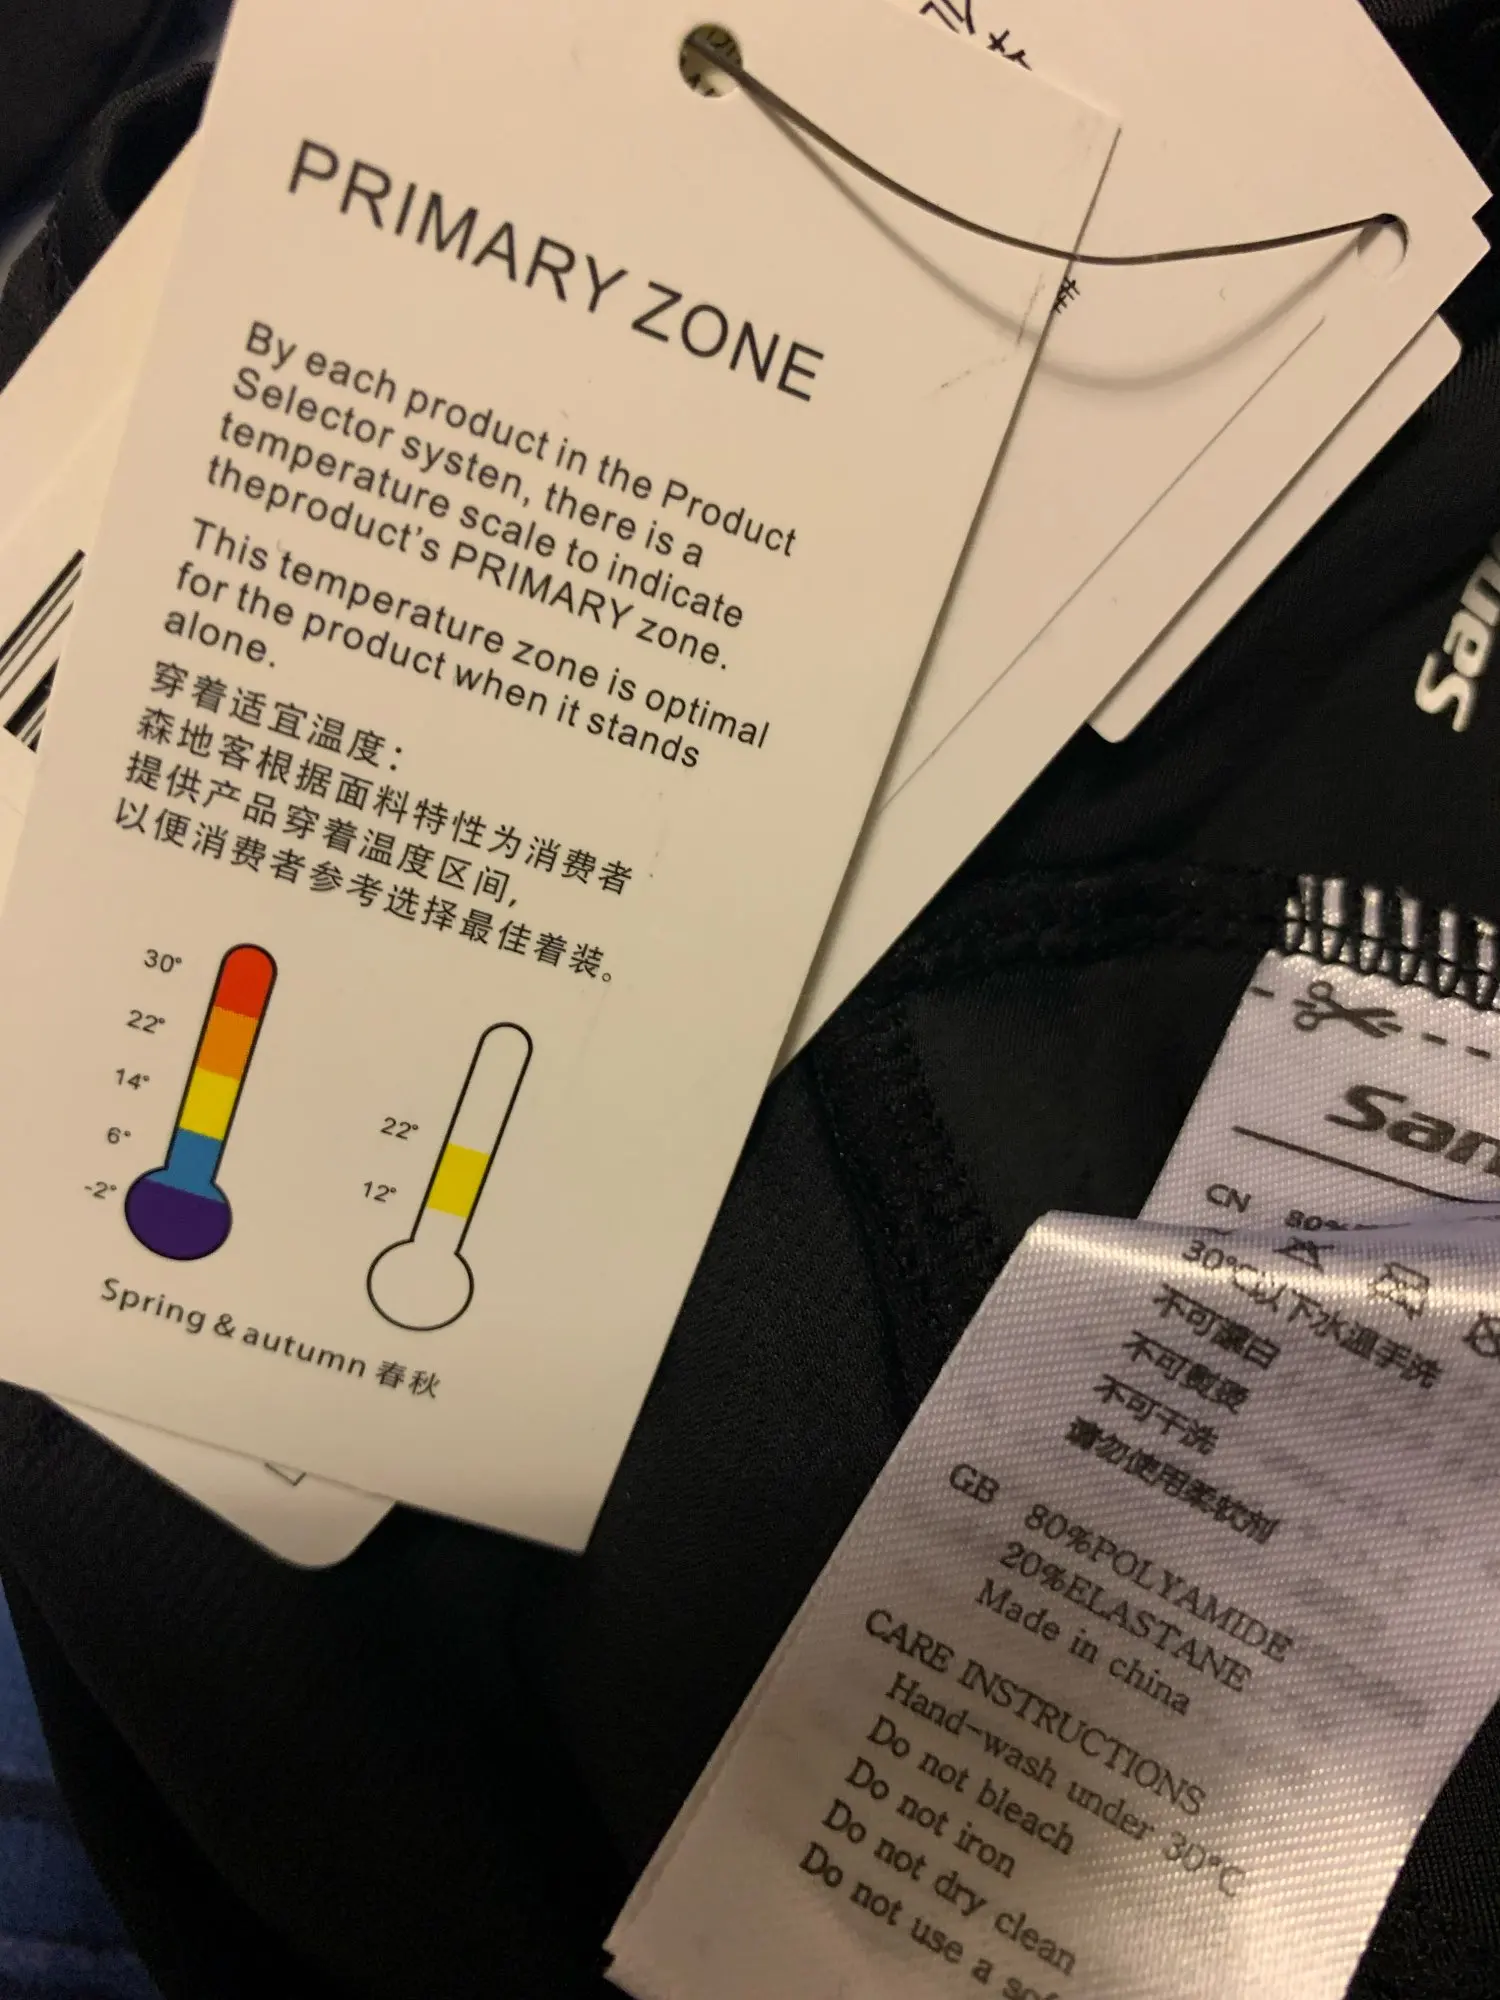 PRIMARY ZONE
By each product in the Product
Selector systen, there is a
temperature scale to indicate
theproduct's PRIMARY zone.
This temperature zone is optimal
for the product when it stands
alone.
穿着适宜温度：
森地客根据面料特性为消费者
提供产品穿着温度区间,
以便消费者参考选择最佳着装。
30°
22°
14°
6°
-2°
22°
12°
Spring & autumn 春秋
CN 80%
30℃以下水温手洗
不可漂白
不可熨烫
不可干洗
请勿使用柔软剂
GB 80%POLYAMIDE
20%ELASTANE
Made in china
CARE INSTRUCTIONS
Hand-wash under 30°C
Do not bleach
Do not iron
Do not dry clean
Do not use a